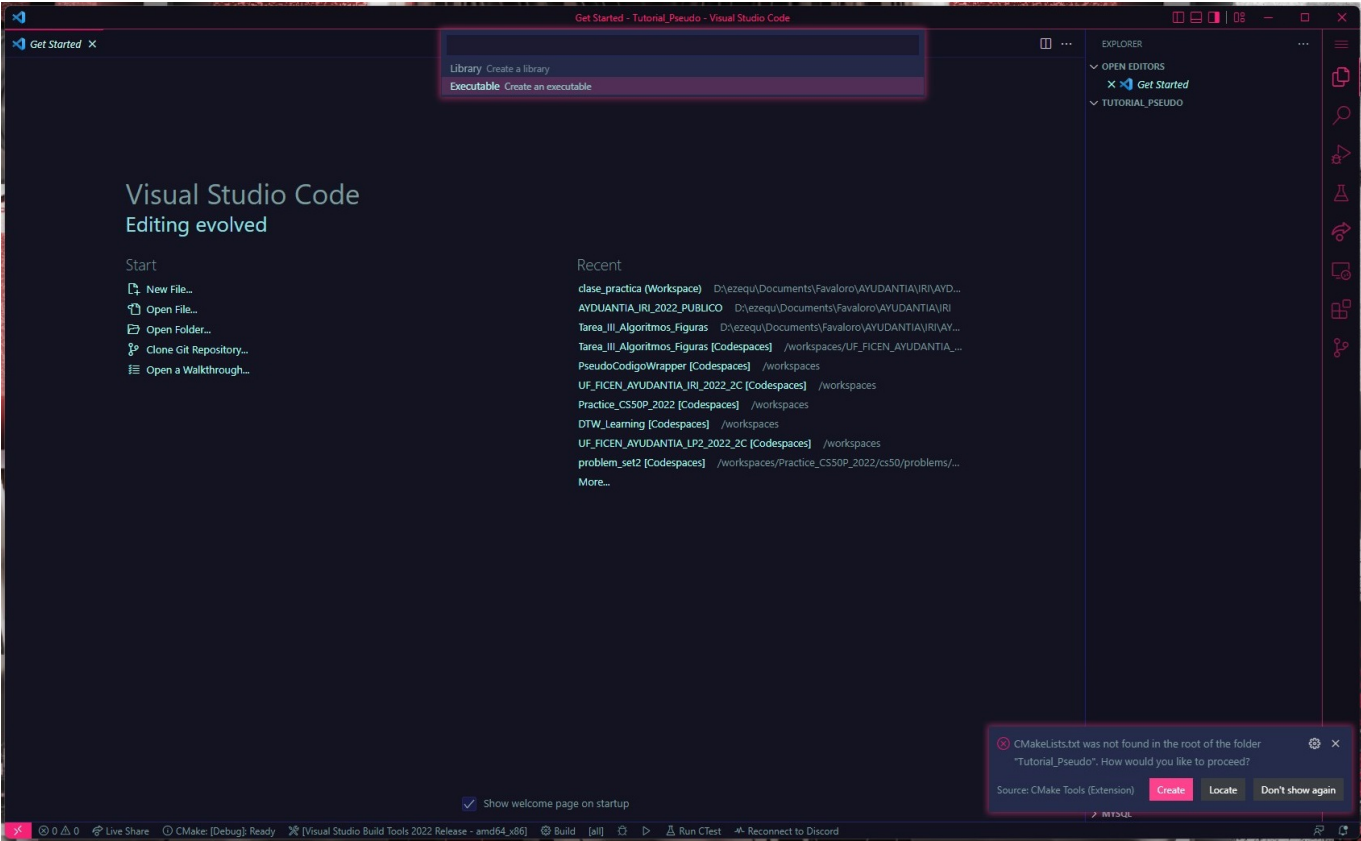 Get Started - Tutorial_Pseudo - Visual Studio Code
Get Started
Library Create a library
Executable Create an executable
EXPLORER
OPEN EDITORS
Get Started
TUTORIAL_PSEUDO
Visual Studio Code
Editing evolved
Start
New File...
Open File...
Open Folder...
Clone Git Repository...
Open a Walkthrough...
Recent
clase_practica (Workspace) D:\ezequ\Documents\Favaloro\AYUDANTIA\IRI\AYD...
AYDUANTIA_IRI_2022_PUBLICO D:\ezequ\Documents\Favaloro\AYUDANTIA\IRI
Tarea_III_Algoritmos_Figuras D:\ezequ\Documents\Favaloro\AYUDANTIA\IRI\AY...
Tarea_III_Algoritmos_Figuras [Codespaces] /workspaces/UF_FICEN_AYUDANTIA_...
PseudoCodigoWrapper [Codespaces] /workspaces
UF_FICEN_AYUDANTIA_IRI_2022_2C [Codespaces] /workspaces
Practice_CS50P_2022 [Codespaces] /workspaces
DTW_Learning [Codespaces] /workspaces
UF_FICEN_AYUDANTIA_LP2_2022_2C [Codespaces] /workspaces
problem_set2 [Codespaces] /workspaces/Practice_CS50P_2022/cs50/problems/...
More...
CMakeLists.txt was not found in the root of the folder
"Tutorial_Pseudo". How would you like to proceed?
Source: CMake Tools (Extension) Create Locate Don't show again
MYSQL
Show welcome page on startup
0 0 Live Share CMake: [Debug]: Ready [Visual Studio Build Tools 2022 Release - amd64_x86] Build [all] Run CTest Reconnect to Discord